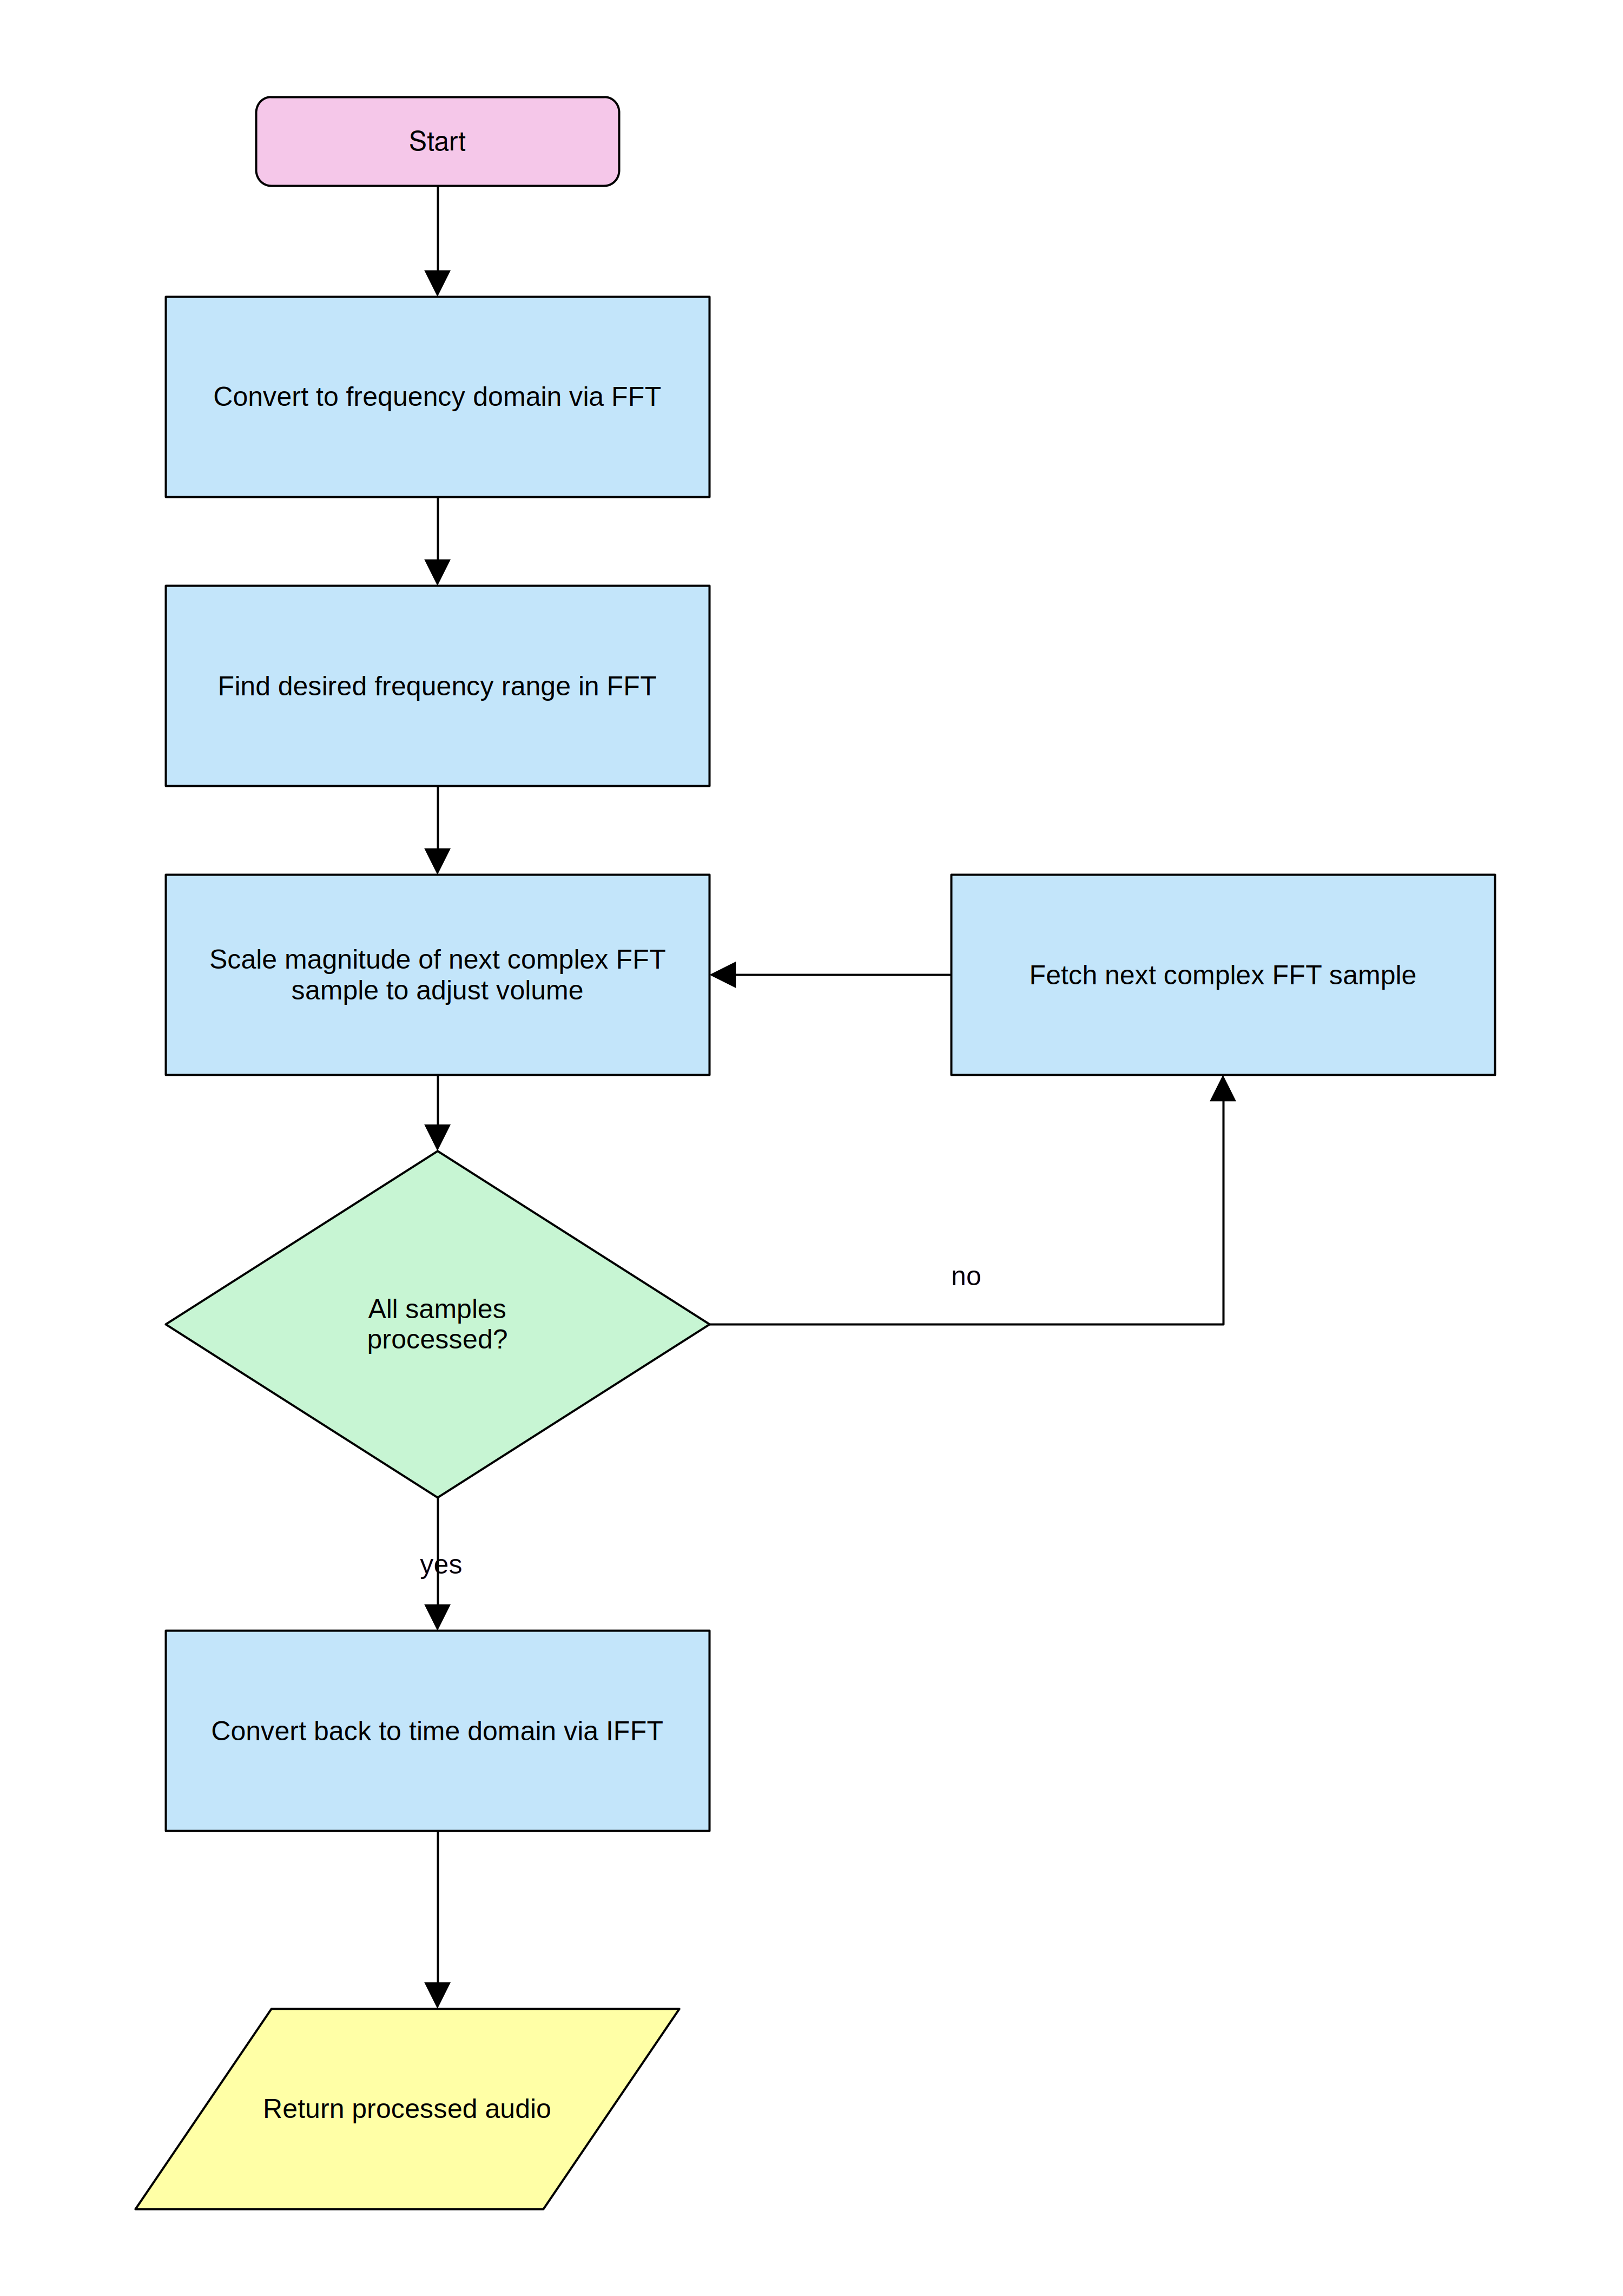 Start
Convert to frequency domain via FFT
Find desired frequency range in FFT
Scale magnitude of next complex FFT
sample to adjust volume
Fetch next complex FFT sample
All samples
processed?
no
yes
Convert back to time domain via IFFT
Return processed audio